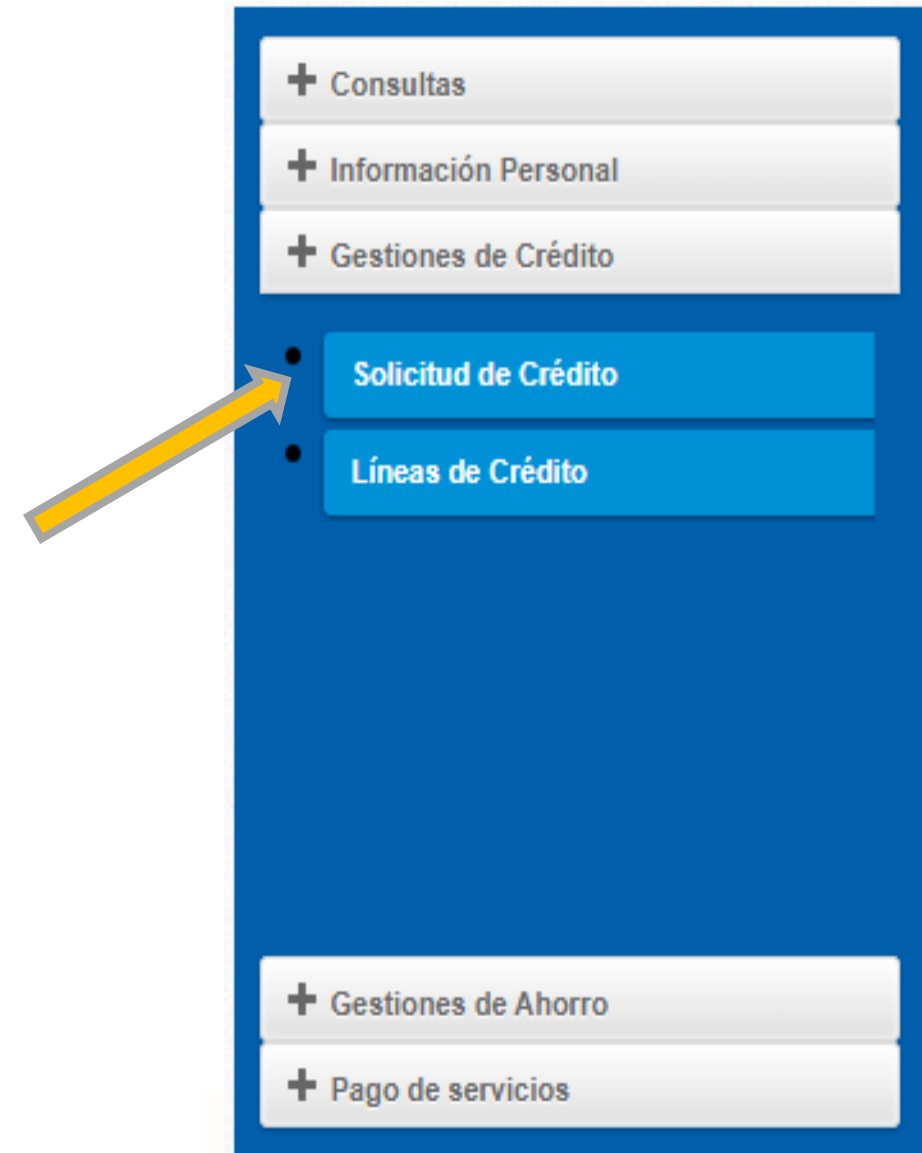 Consultas
Información Personal
Gestiones de Crédito
Solicitud de Crédito
Líneas de Crédito
Gestiones de Ahorro
Pago de servicios